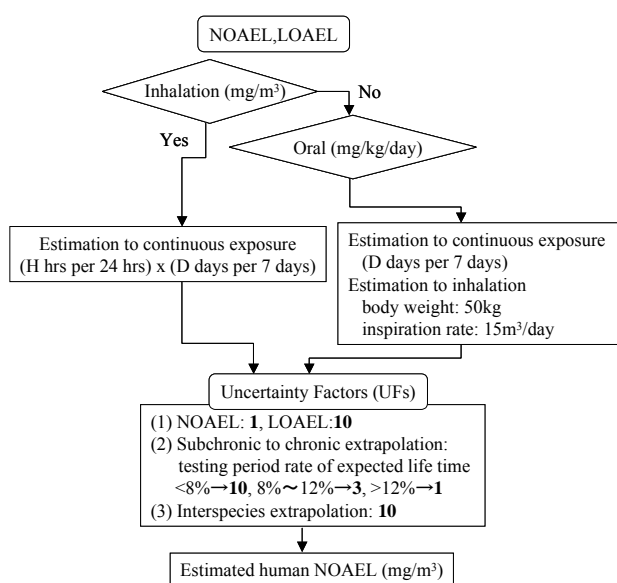 NOAEL,LOAEL
Inhalation (mg/m³)
No
Yes
Oral (mg/kg/day)
Estimation to continuous exposure
(H hrs per 24 hrs) x (D days per 7 days)
Estimation to continuous exposure
(D days per 7 days)
Estimation to inhalation
body weight: 50kg
inspiration rate: 15m³/day
Uncertainty Factors (UFs)
(1) NOAEL: 1, LOAEL:10
(2) Subchronic to chronic extrapolation:
testing period rate of expected life time
<8%→10, 8%～12%→3, >12%→1
(3) Interspecies extrapolation: 10
Estimated human NOAEL (mg/m³)